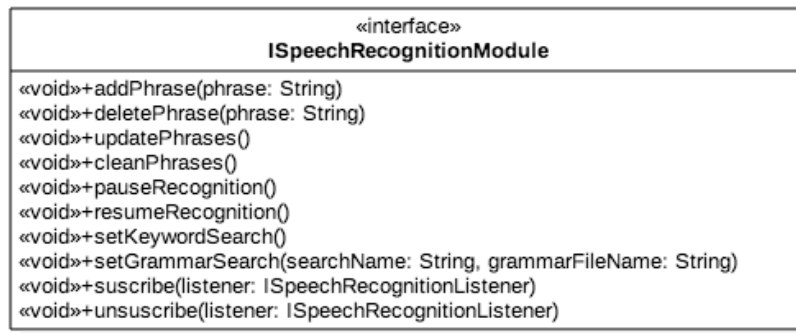 «interface»
ISpeechRecognitionModule
«void»+addPhrase(phrase: String)
«void»+deletePhrase(phrase: String)
«void»+updatePhrases()
«void»+cleanPhrases()
«void»+pauseRecognition()
«void»+resumeRecognition()
«void»+setKeywordSearch()
«void»+setGrammarSearch(searchName: String, grammarFileName: String)
«void»+suscribe(listener: ISpeechRecognitionListener)
«void»+unsuscribe(listener: ISpeechRecognitionListener)